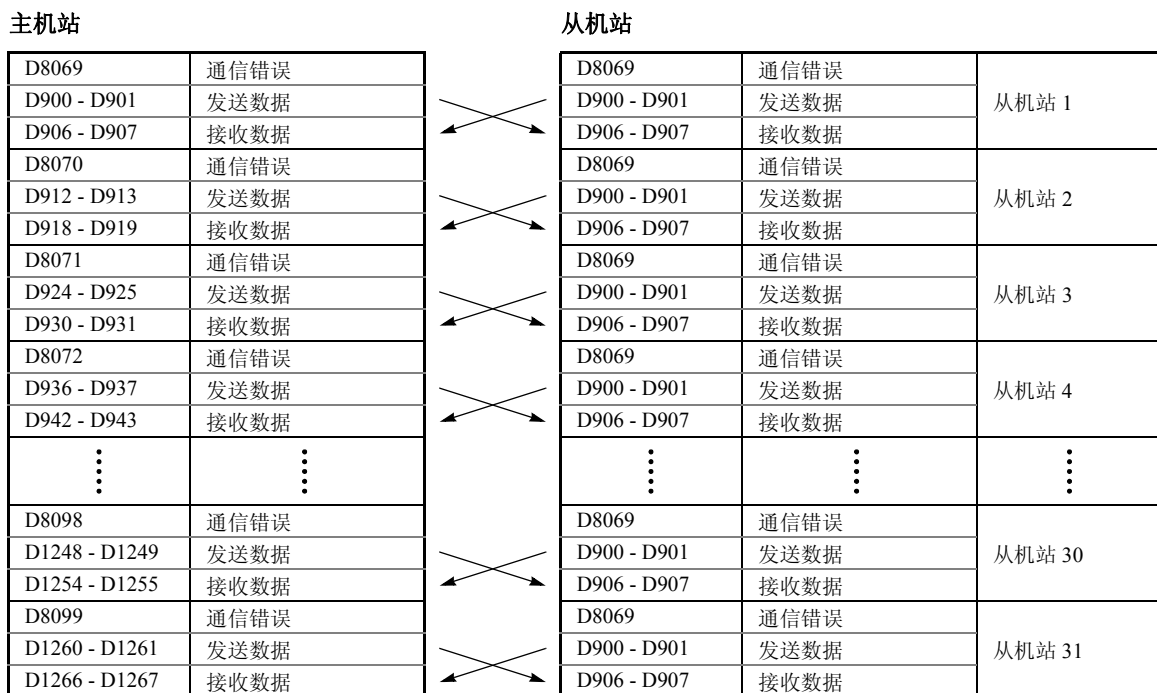 主机站 从机站
D8069 通信错误 D8069 通信错误
D900 - D901 发送数据 D900 - D901 发送数据 从机站 1
D906 - D907 接收数据 D906 - D907 接收数据
D8070 通信错误 D8069 通信错误
D912 - D913 发送数据 D900 - D901 发送数据 从机站 2
D918 - D919 接收数据 D906 - D907 接收数据
D8071 通信错误 D8069 通信错误
D924 - D925 发送数据 D900 - D901 发送数据 从机站 3
D930 - D931 接收数据 D906 - D907 接收数据
D8072 通信错误 D8069 通信错误
D936 - D937 发送数据 D900 - D901 发送数据 从机站 4
D942 - D943 接收数据 D906 - D907 接收数据
D8098 通信错误 D8069 通信错误
D1248 - D1249 发送数据 D900 - D901 发送数据 从机站 30
D1254 - D1255 接收数据 D906 - D907 接收数据
D8099 通信错误 D8069 通信错误
D1260 - D1261 发送数据 D900 - D901 发送数据 从机站 31
D1266 - D1267 接收数据 D906 - D907 接收数据